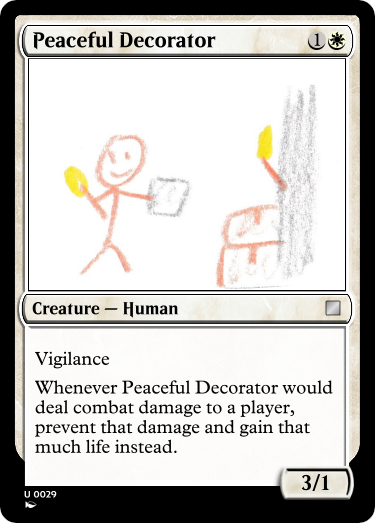 Peaceful Decorator 1
Creature — Human
Vigilance
Whenever Peaceful Decorator would
deal combat damage to a player,
prevent that damage and gain that
much life instead.
3/1
U 0029